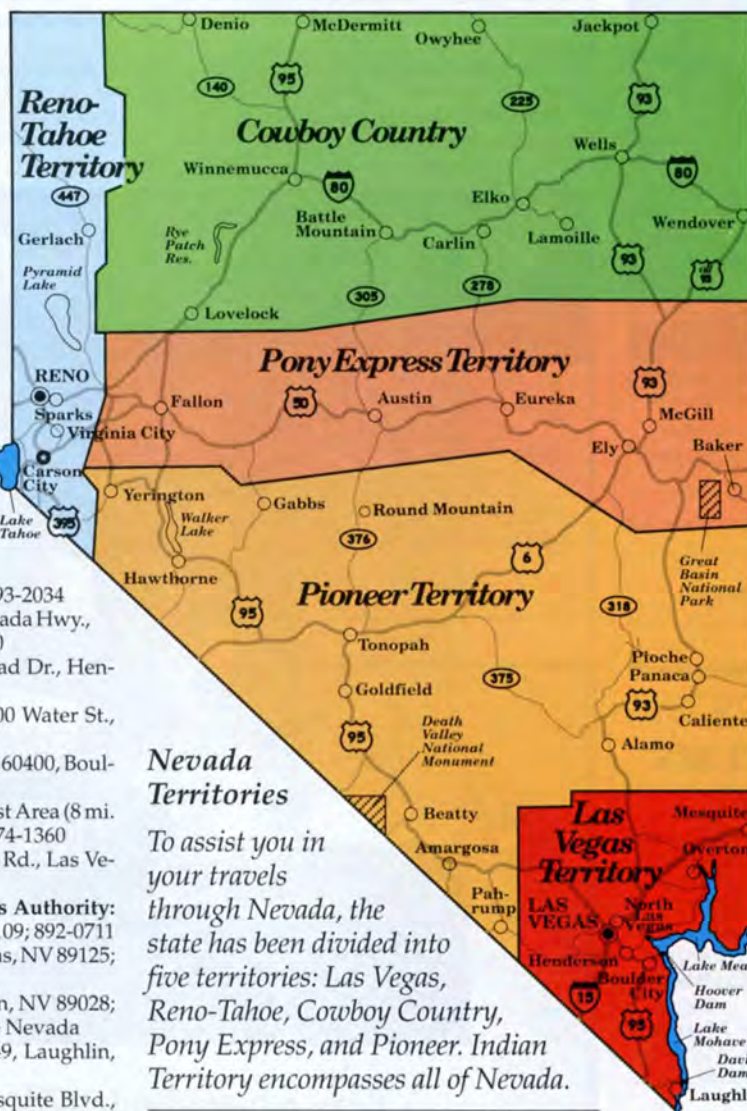 Denio
McDermitt
Owyhee
Jackpot
95
140
225
93
Reno-
Tahoe
Territory
Cowboy Country
Wells
Winnemucca
80
80
447
Elko
Battle
Mountain
Gerlach
Rye
Patch
Res.
Carlin
Lamoille
Wendover
93
Pyramid
Lake
305
278
Lovelock
Pony Express Territory
RENO
Sparks
Fallon
50
Austin
Eureka
93
McGill
Virginia City
Ely
Baker
Carson
City
Yerington
Gabbs
Round Mountain
Lake
Tahoe
395
Walker
Lake
376
6
Great
Basin
National
Park
Hawthorne
95
Pioneer Territory
318
Tonopah
Pioche
Panaca
375
Goldfield
93
Caliente
95
Death
Valley
National
Monument
Alamo
Beatty
Las
Vegas
Territory
Mesquite
Overton
Amargosa
Pah-
rump
LAS
VEGAS
North
Las
Vegas
Henderson
Boulder
City
Lake Mea
Hoover
Dam
15
95
Lake
Mohave
Davi
Dam
Laughl
93-2034
ada Hwy.,
0
ad Dr., Hen-
00 Water St.,
60400, Boul-
st Area (8 mi.
74-1360
Rd., Las Ve-
s Authority:
109; 892-0711
as, NV 89125;
n, NV 89028;
Nevada
9, Laughlin,
squite Blvd.,
Nevada
Territories
To assist you in
your travels
through Nevada, the
state has been divided into
five territories: Las Vegas,
Reno-Tahoe, Cowboy Country,
Pony Express, and Pioneer. Indian
Territory encompasses all of Nevada.